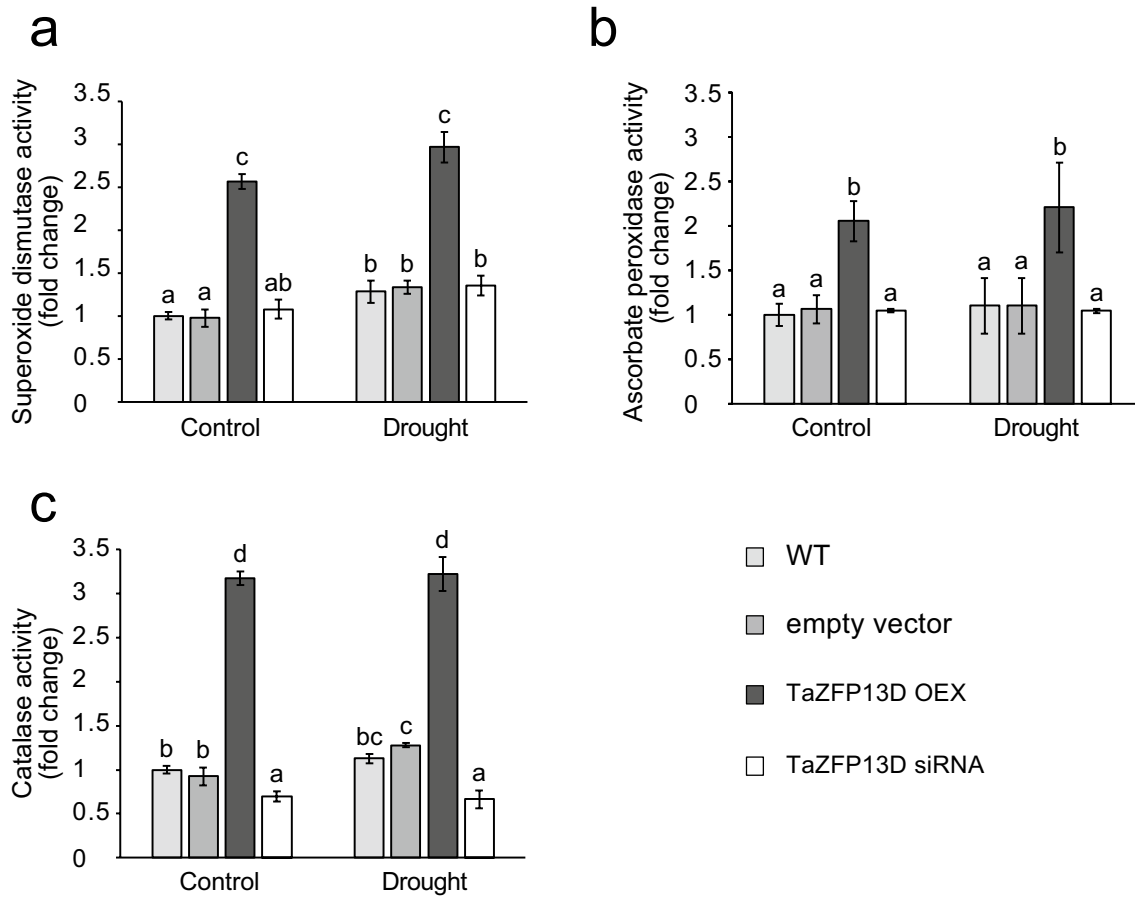 a
Superoxide dismutase activity
(fold change)
3.5
3
2.5
2
1.5
1
0.5
0
a
a
c
ab
b
b
c
b
Control
Drought
b
Ascorbate peroxidase activity
(fold change)
3.5
3
2.5
2
1.5
1
0.5
0
a
a
b
a
a
a
b
a
Control
Drought
c
Catalase activity
(fold change)
3.5
3
2.5
2
1.5
1
0.5
0
b
b
d
a
bc
c
d
a
Control
Drought
WT
empty vector
TaZFP13D OEX
TaZFP13D siRNA